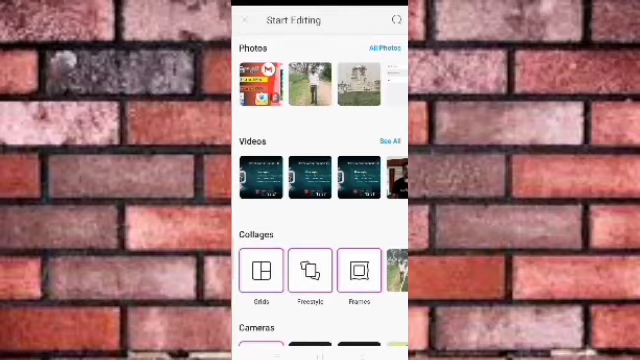 Start Editing
Photos All Photos
Videos See All
Collages
Grids Freestyle Frames
Cameras